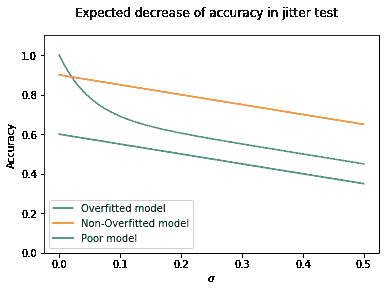 Expected decrease of accuracy in jitter test
1.0
0.8
0.6
0.4
0.2
0.0
Accuracy
Overfitted model
Non-Overfitted model
Poor model
0.0 0.1 0.2 0.3 0.4 0.5
σ